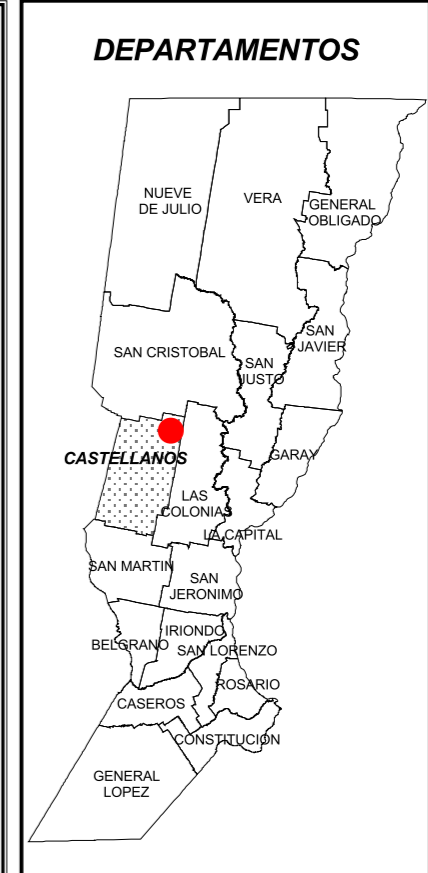 DEPARTAMENTOS
NUEVE
DE JULIO
VERA
GENERAL
OBLIGADO
SAN CRISTOBAL
SAN
JUSTO
SAN
JAVIER
CASTELLANOS
LAS
COLONIAS
GARAY
LA CAPITAL
SAN MARTIN
SAN
JERONIMO
BELGRANO
IRIONDO
SAN LORENZO
CASEROS
ROSARIO
CONSTITUCION
GENERAL
LOPEZ